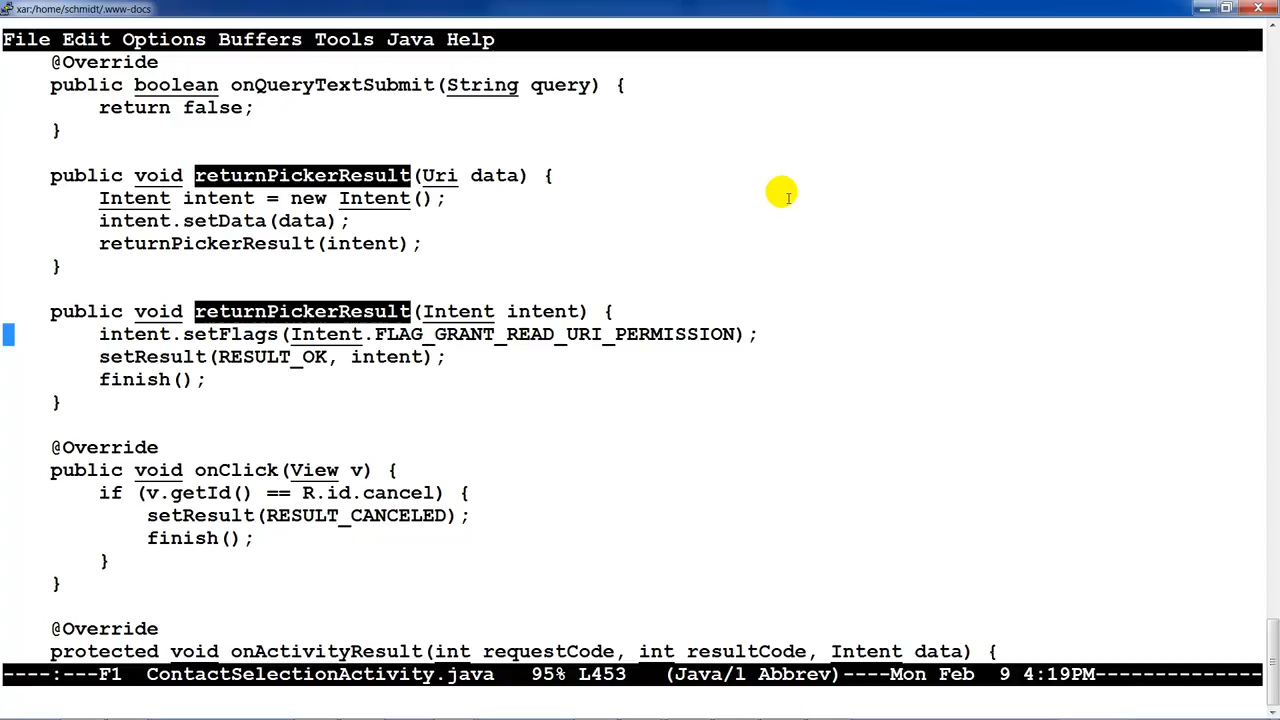 xar:/home/schmidt/.www-docs
File Edit Options Buffers Tools Java Help
@Override
public boolean onQueryTextSubmit(String query) {
return false;
}
public void returnPickerResult(Uri data) {
Intent intent = new Intent();
intent.setData(data);
returnPickerResult(intent);
}
public void returnPickerResult(Intent intent) {
intent.setFlags(Intent.FLAG_GRANT_READ_URI_PERMISSION);
setResult(RESULT_OK, intent);
finish();
}
@Override
public void onClick(View v) {
if (v.getId() == R.id.cancel) {
setResult(RESULT_CANCELED);
finish();
}
}
@Override
protected void onActivityResult(int requestCode, int resultCode, Intent data) {
----:---F1  ContactSelectionActivity.java   95% L453   (Java/l Abbrev)----Mon Feb  9 4:19PM--------------